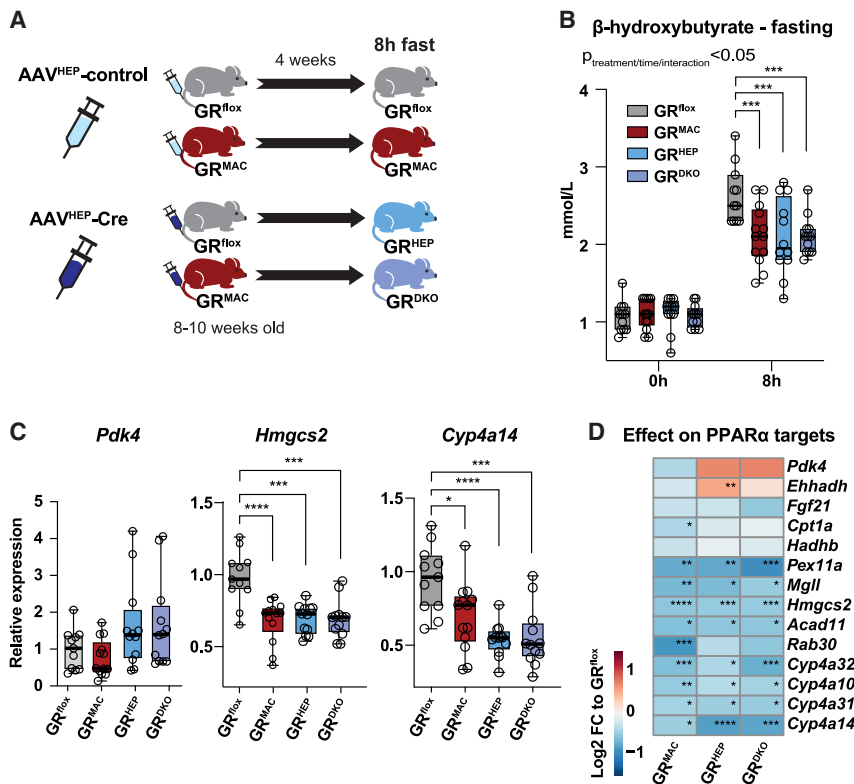 A
AAVHEP-control
4 weeks
8h fast
GRflox
GRflox
GRMAC
GRMAC
AAVHEP-Cre
GRflox
GRHEP
GRMAC
GRDKO
8-10 weeks old
B
β-hydroxybutyrate - fasting
ptreatment/time/interaction<0.05
***
***
***
GRflox
GRMAC
GRHEP
GRDKO
mmol/L
4
3
2
1
0h
8h
C
Pdk4
Relative expression
5
4
3
2
1
0
GRflox
GRMAC
GRHEP
GRDKO
Hmgcs2
***
***
****
1.0
0.5
GRflox
GRMAC
GRHEP
GRDKO
Cyp4a14
***
****
*
1.5
1.0
0.5
GRflox
GRMAC
GRHEP
GRDKO
D
Effect on PPARα targets
Pdk4
** Ehhadh
Fgf21
* Cpt1a
Hadhb
** ** *** Pex11a
** * * Mgll
**** *** *** Hmgcs2
* * * Acad11
*** Rab30
*** * *** Cyp4a32
** * * Cyp4a10
* * * Cyp4a31
* **** *** Cyp4a14
GRMAC
GRHEP
GRDKO
Log2 FC to GRflox
1
0
−1